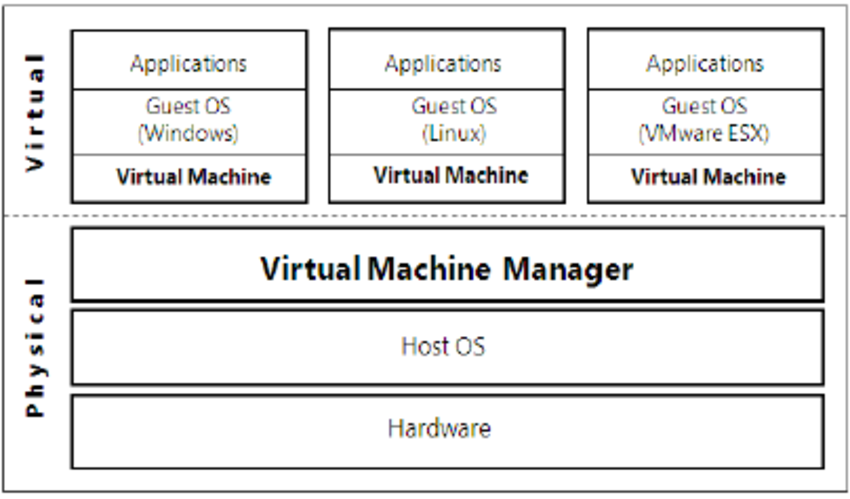 Virtual
Applications
Guest OS
(Windows)
Virtual Machine
Applications
Guest OS
(Linux)
Virtual Machine
Applications
Guest OS
(VMware ESX)
Virtual Machine
Physical
Virtual Machine Manager
Host OS
Hardware